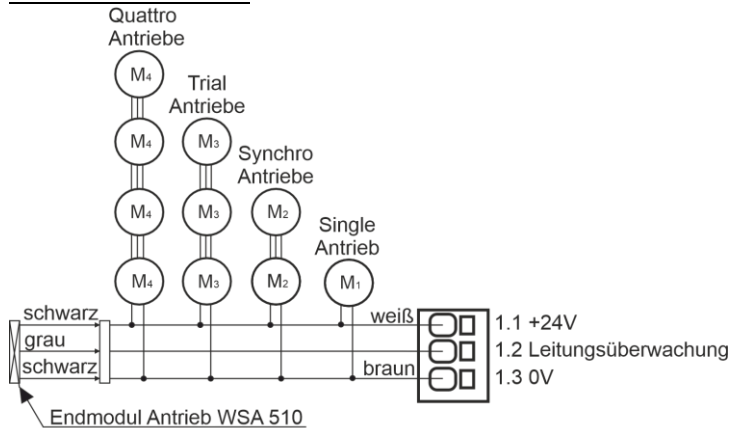 Quattro
Antriebe
M4
Trial
Antriebe
M4
M3
Synchro
Antriebe
M4
M3
M2
Single
Antrieb
M4
M3
M2
M1
schwarz
weiß
1.1 +24V
grau
1.2 Leitungsüberwachung
schwarz
braun
1.3 0V
Endmodul Antrieb WSA 510